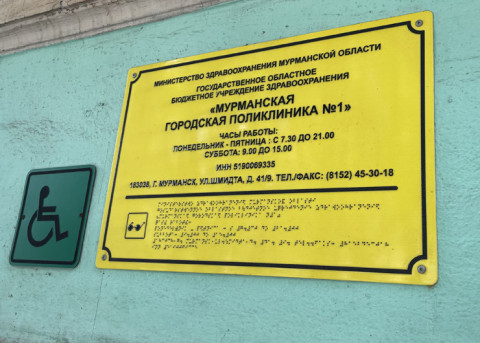 МИНИСТЕРСТВО ЗДРАВООХРАНЕНИЯ МУРМАНСКОЙ ОБЛАСТИ
ГОСУДАРСТВЕННОЕ ОБЛАСТНОЕ
БЮДЖЕТНОЕ УЧРЕЖДЕНИЕ ЗДРАВООХРАНЕНИЯ
«МУРМАНСКАЯ
ГОРОДСКАЯ ПОЛИКЛИНИКА №1»
ЧАСЫ РАБОТЫ:
ПОНЕДЕЛЬНИК - ПЯТНИЦА : С 7.30 ДО 21.00
СУББОТА: 9.00 ДО 15.00
ИНН 5190069335
183038, Г. МУРМАНСК, УЛ.ШМИДТА, Д. 41/9. ТЕЛ./ФАКС: (8152) 45-30-18